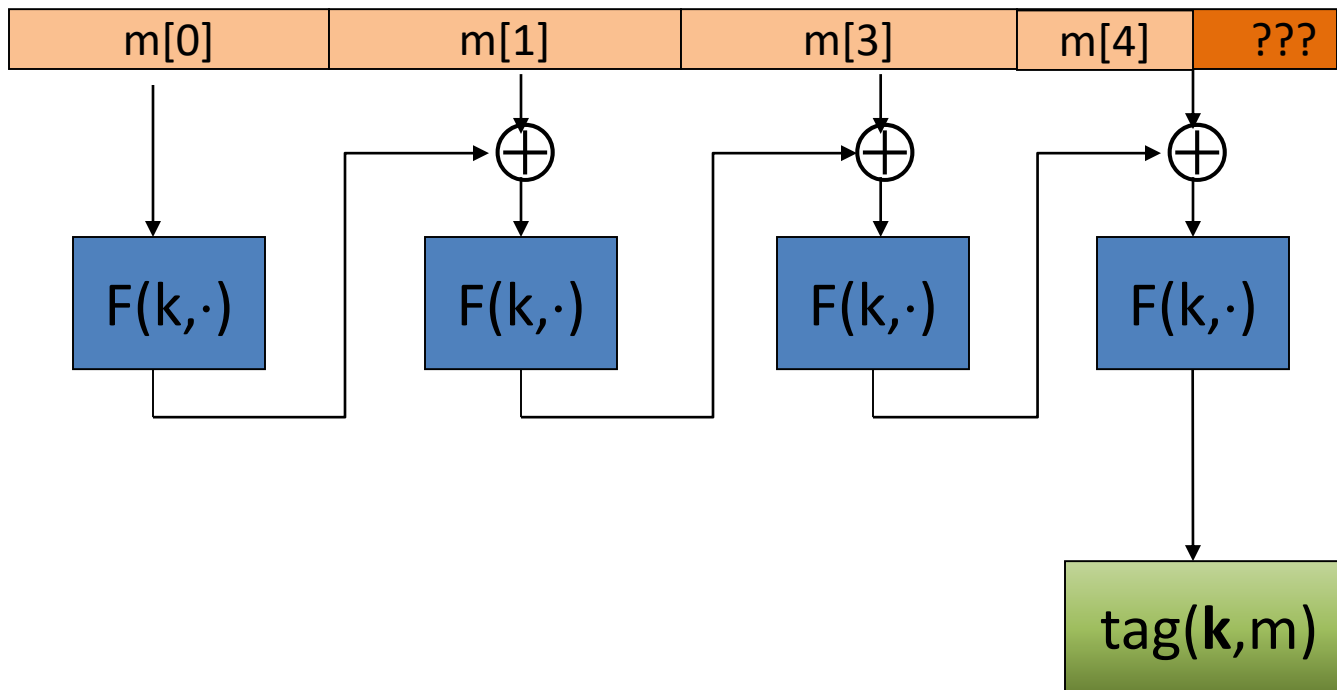 m[0]
m[1]
m[3]
m[4]
???
F(k,·)
F(k,·)
F(k,·)
F(k,·)
tag(k,m)